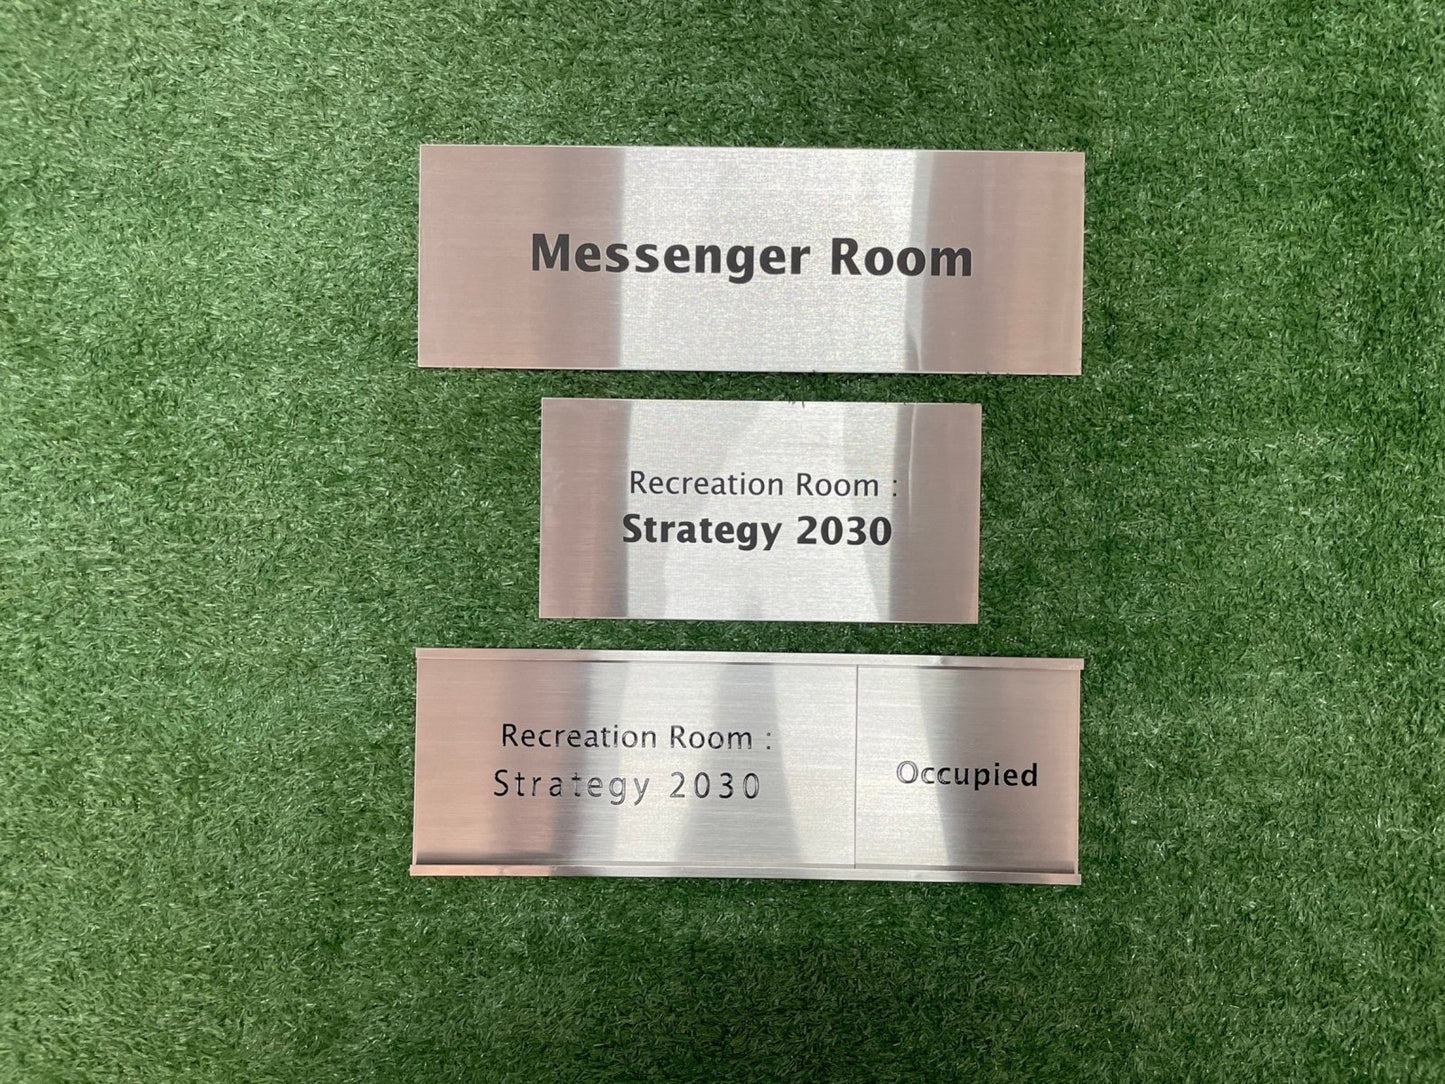 Messenger Room
Recreation Room :
Strategy 2030
Recreation Room :
Strategy 2030
Occupied